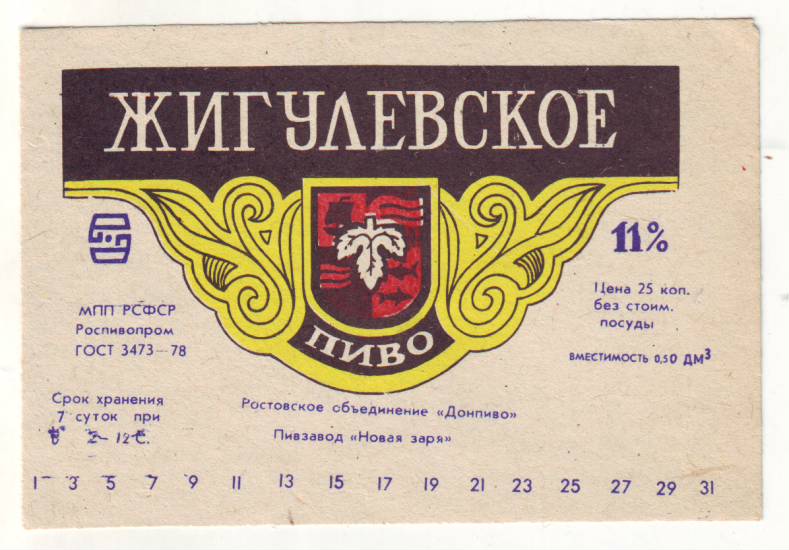 ЖИГУЛЕВСКОЕ
11%
МПП РСФСР
Роспивопром
ГОСТ 3473—78
Цена 25 коп.
без стоим.
посуды
ВМЕСТИМОСТЬ 0,50 ДМ³
ПИВО
Срок хранения
7 суток при
2-12С.
Ростовское объединение «Донпиво»
Пивзавод «Новая заря»
1 3 5 7 9 11 13 15 17 19 21 23 25 27 29 31